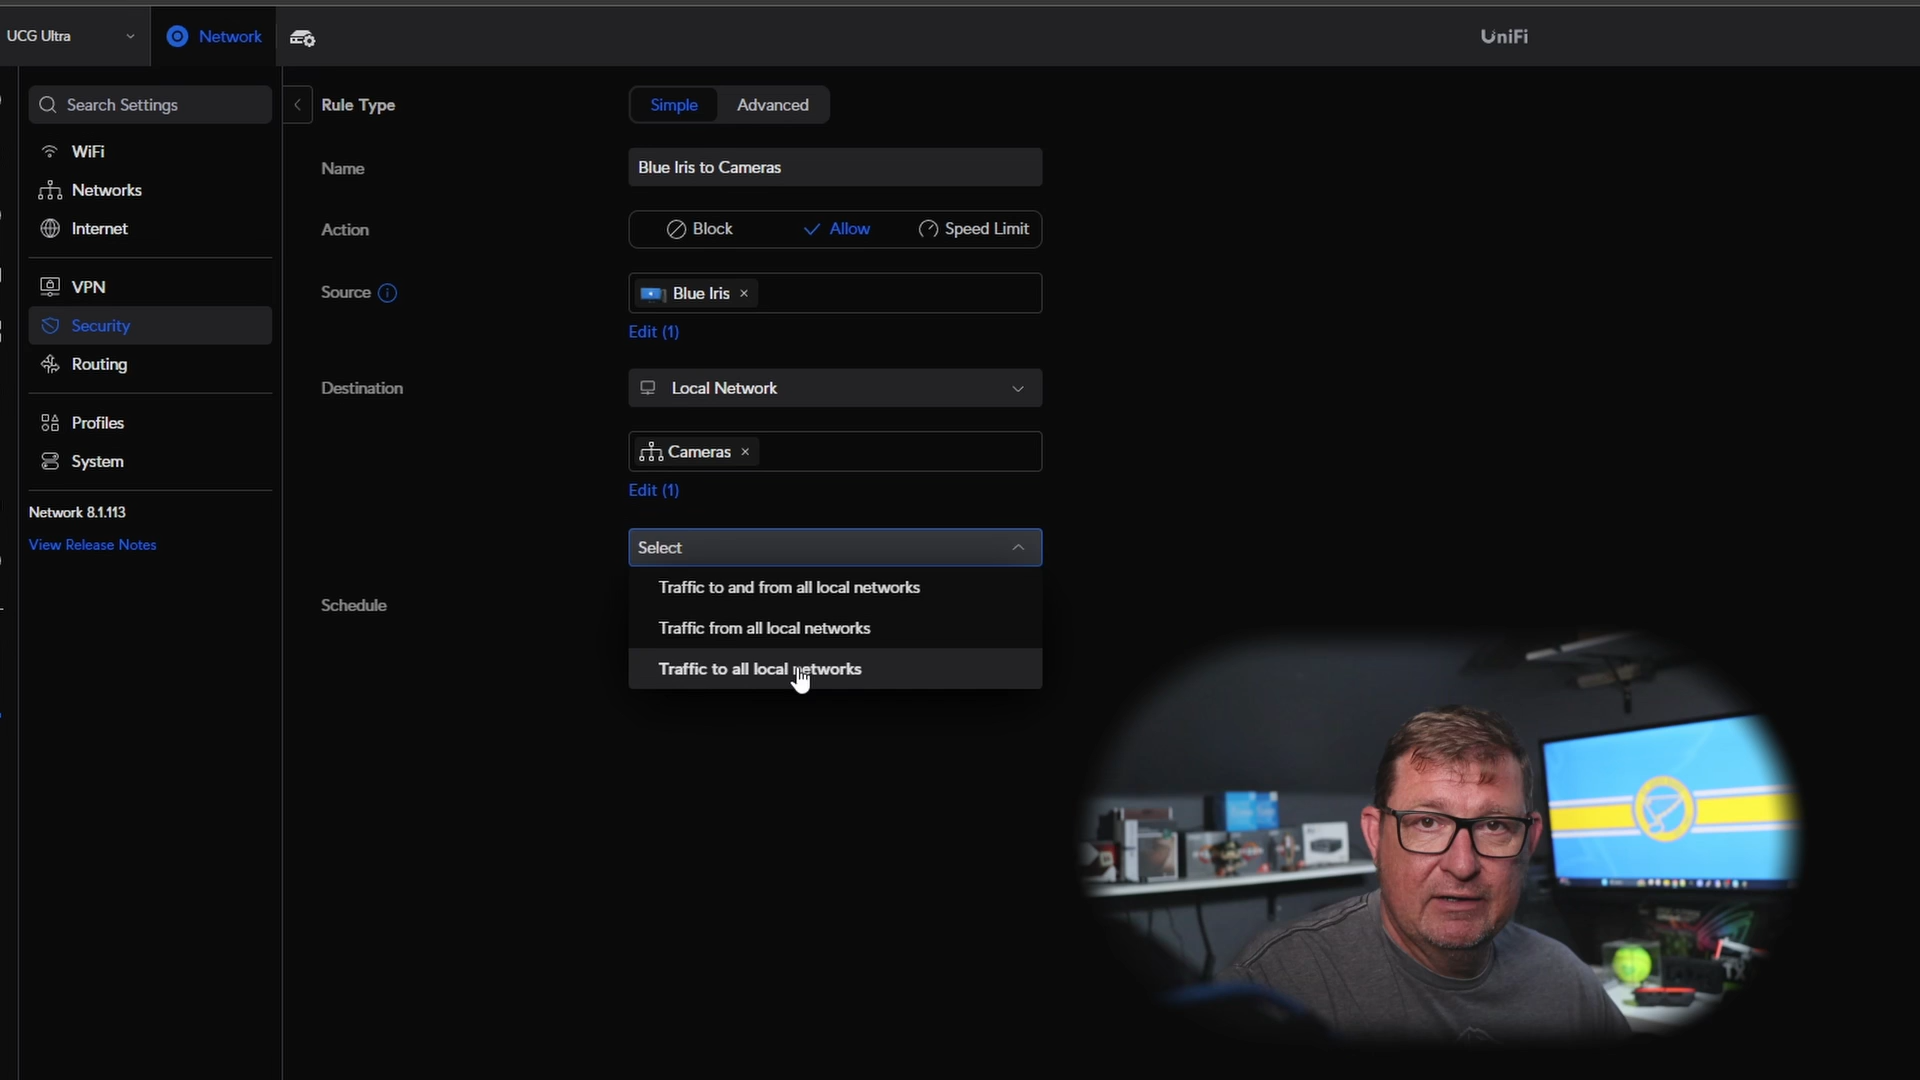 UCG Ultra
Network
UniFi
Search Settings
WiFi
Networks
Internet
VPN
Security
Routing
Profiles
System
Network 8.1.113
View Release Notes
Rule Type
Simple
Advanced
Name
Blue Iris to Cameras
Action
Block
Allow
Speed Limit
Source
Blue Iris
Edit (1)
Destination
Local Network
Cameras
Edit (1)
Select
Traffic to and from all local networks
Traffic from all local networks
Traffic to all local networks
Schedule